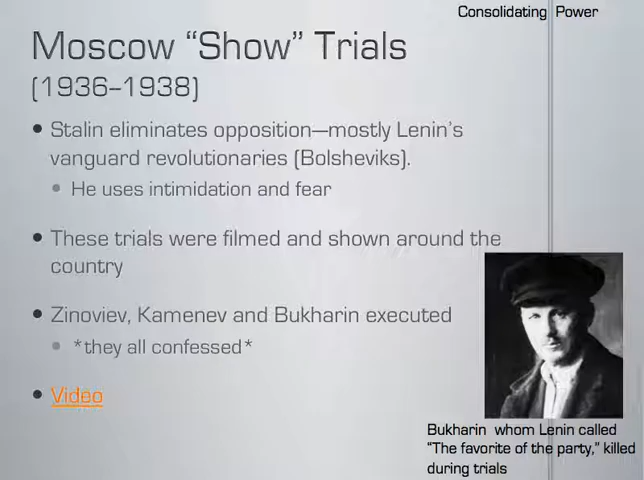 Consolidating Power
Moscow “Show” Trials
(1936–1938)
• Stalin eliminates opposition—mostly Lenin’s
vanguard revolutionaries (Bolsheviks).
• He uses intimidation and fear
• These trials were filmed and shown around the
country
• Zinoviev, Kamenev and Bukharin executed
• *they all confessed*
• Video
Bukharin whom Lenin called
“The favorite of the party,” killed
during trials